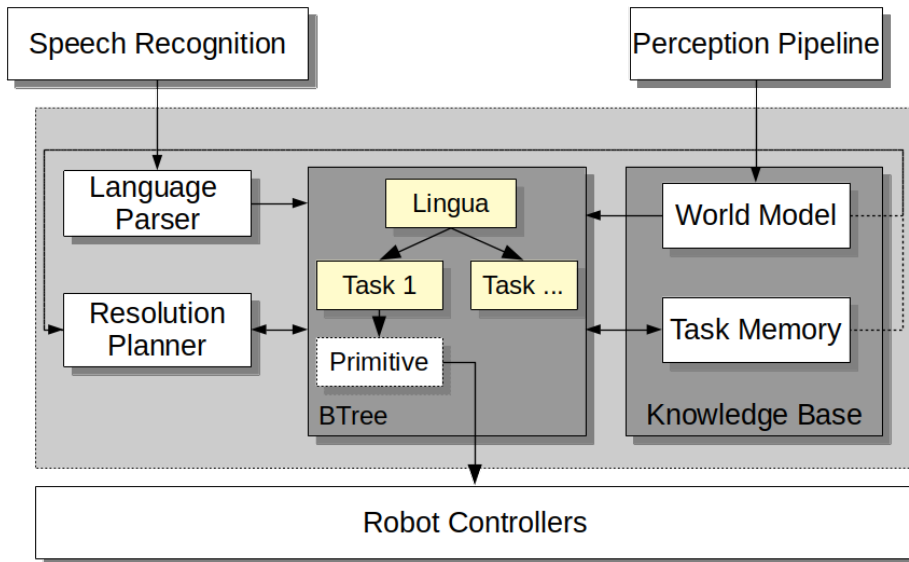 Speech Recognition
Perception Pipeline
Language
Parser
Lingua
World Model
Task 1
Task ...
Resolution
Planner
Primitive
Task Memory
BTree
Knowledge Base
Robot Controllers